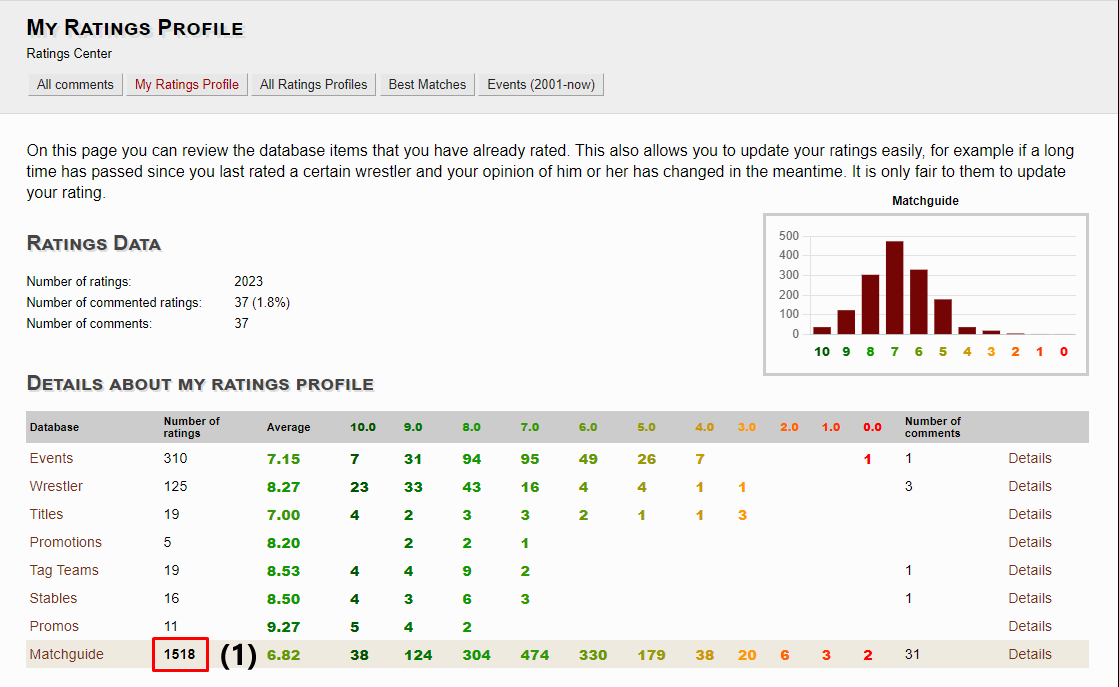 My Ratings Profile
Ratings Center
All comments My Ratings Profile All Ratings Profiles Best Matches Events (2001-now)
On this page you can review the database items that you have already rated. This also allows you to update your ratings easily, for example if a long
time has passed since you last rated a certain wrestler and your opinion of him or her has changed in the meantime. It is only fair to them to update
your rating.
Matchguide
500
400
300
200
100
0
10 9 8 7 6 5 4 3 2 1 0
Ratings Data
Number of ratings: 2023
Number of commented ratings: 37 (1.8%)
Number of comments: 37
Details about my ratings profile
Database Number of ratings Average 10.0 9.0 8.0 7.0 6.0 5.0 4.0 3.0 2.0 1.0 0.0 Number of comments
Events 310 7.15 7 31 94 95 49 26 7 1 1 Details
Wrestler 125 8.27 23 33 43 16 4 4 1 1 3 Details
Titles 19 7.00 4 2 3 3 2 1 1 3 Details
Promotions 5 8.20 2 2 1 Details
Tag Teams 19 8.53 4 4 9 2 1 Details
Stables 16 8.50 4 3 6 3 1 Details
Promos 11 9.27 5 4 2 Details
Matchguide 1518 (1) 6.82 38 124 304 474 330 179 38 20 6 3 2 31 Details